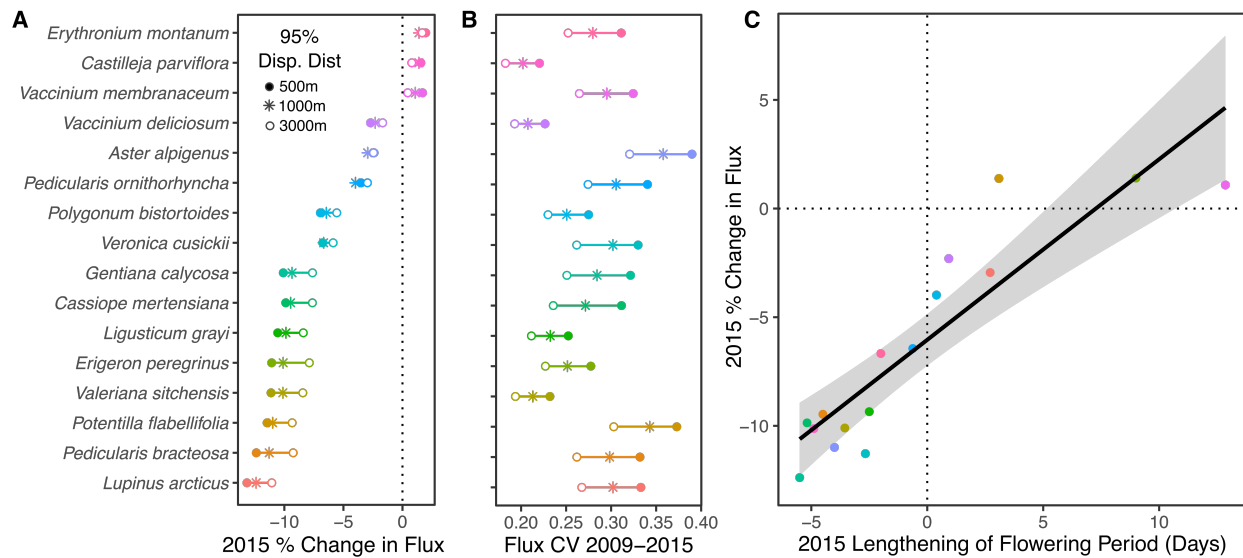 A
Erythronium montanum
Castilleja parviflora
Vaccinium membranaceum
Vaccinium deliciosum
Aster alpigenus
Pedicularis ornithorhyncha
Polygonum bistortoides
Veronica cusickii
Gentiana calycosa
Cassiope mertensiana
Ligusticum grayi
Erigeron peregrinus
Valeriana sitchensis
Potentilla flabellifolia
Pedicularis bracteosa
Lupinus arcticus
95%
Disp. Dist
500m
1000m
3000m
−10 −5 0
2015 % Change in Flux
B
0.20 0.25 0.30 0.35 0.40
Flux CV 2009−2015
C
2015 % Change in Flux
5
0
−5
−10
−5 0 5 10
2015 Lengthening of Flowering Period (Days)